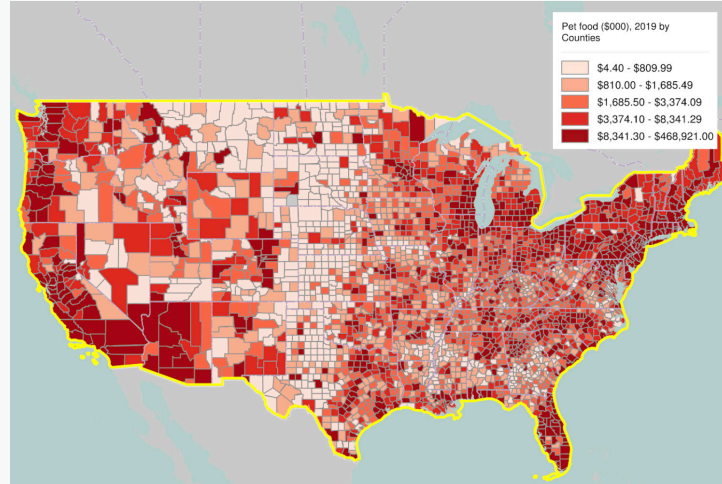 Pet food ($000), 2019 by
Counties
$4.40 - $809.99
$810.00 - $1,685.49
$1,685.50 - $3,374.09
$3,374.10 - $8,341.29
$8,341.30 - $468,921.00